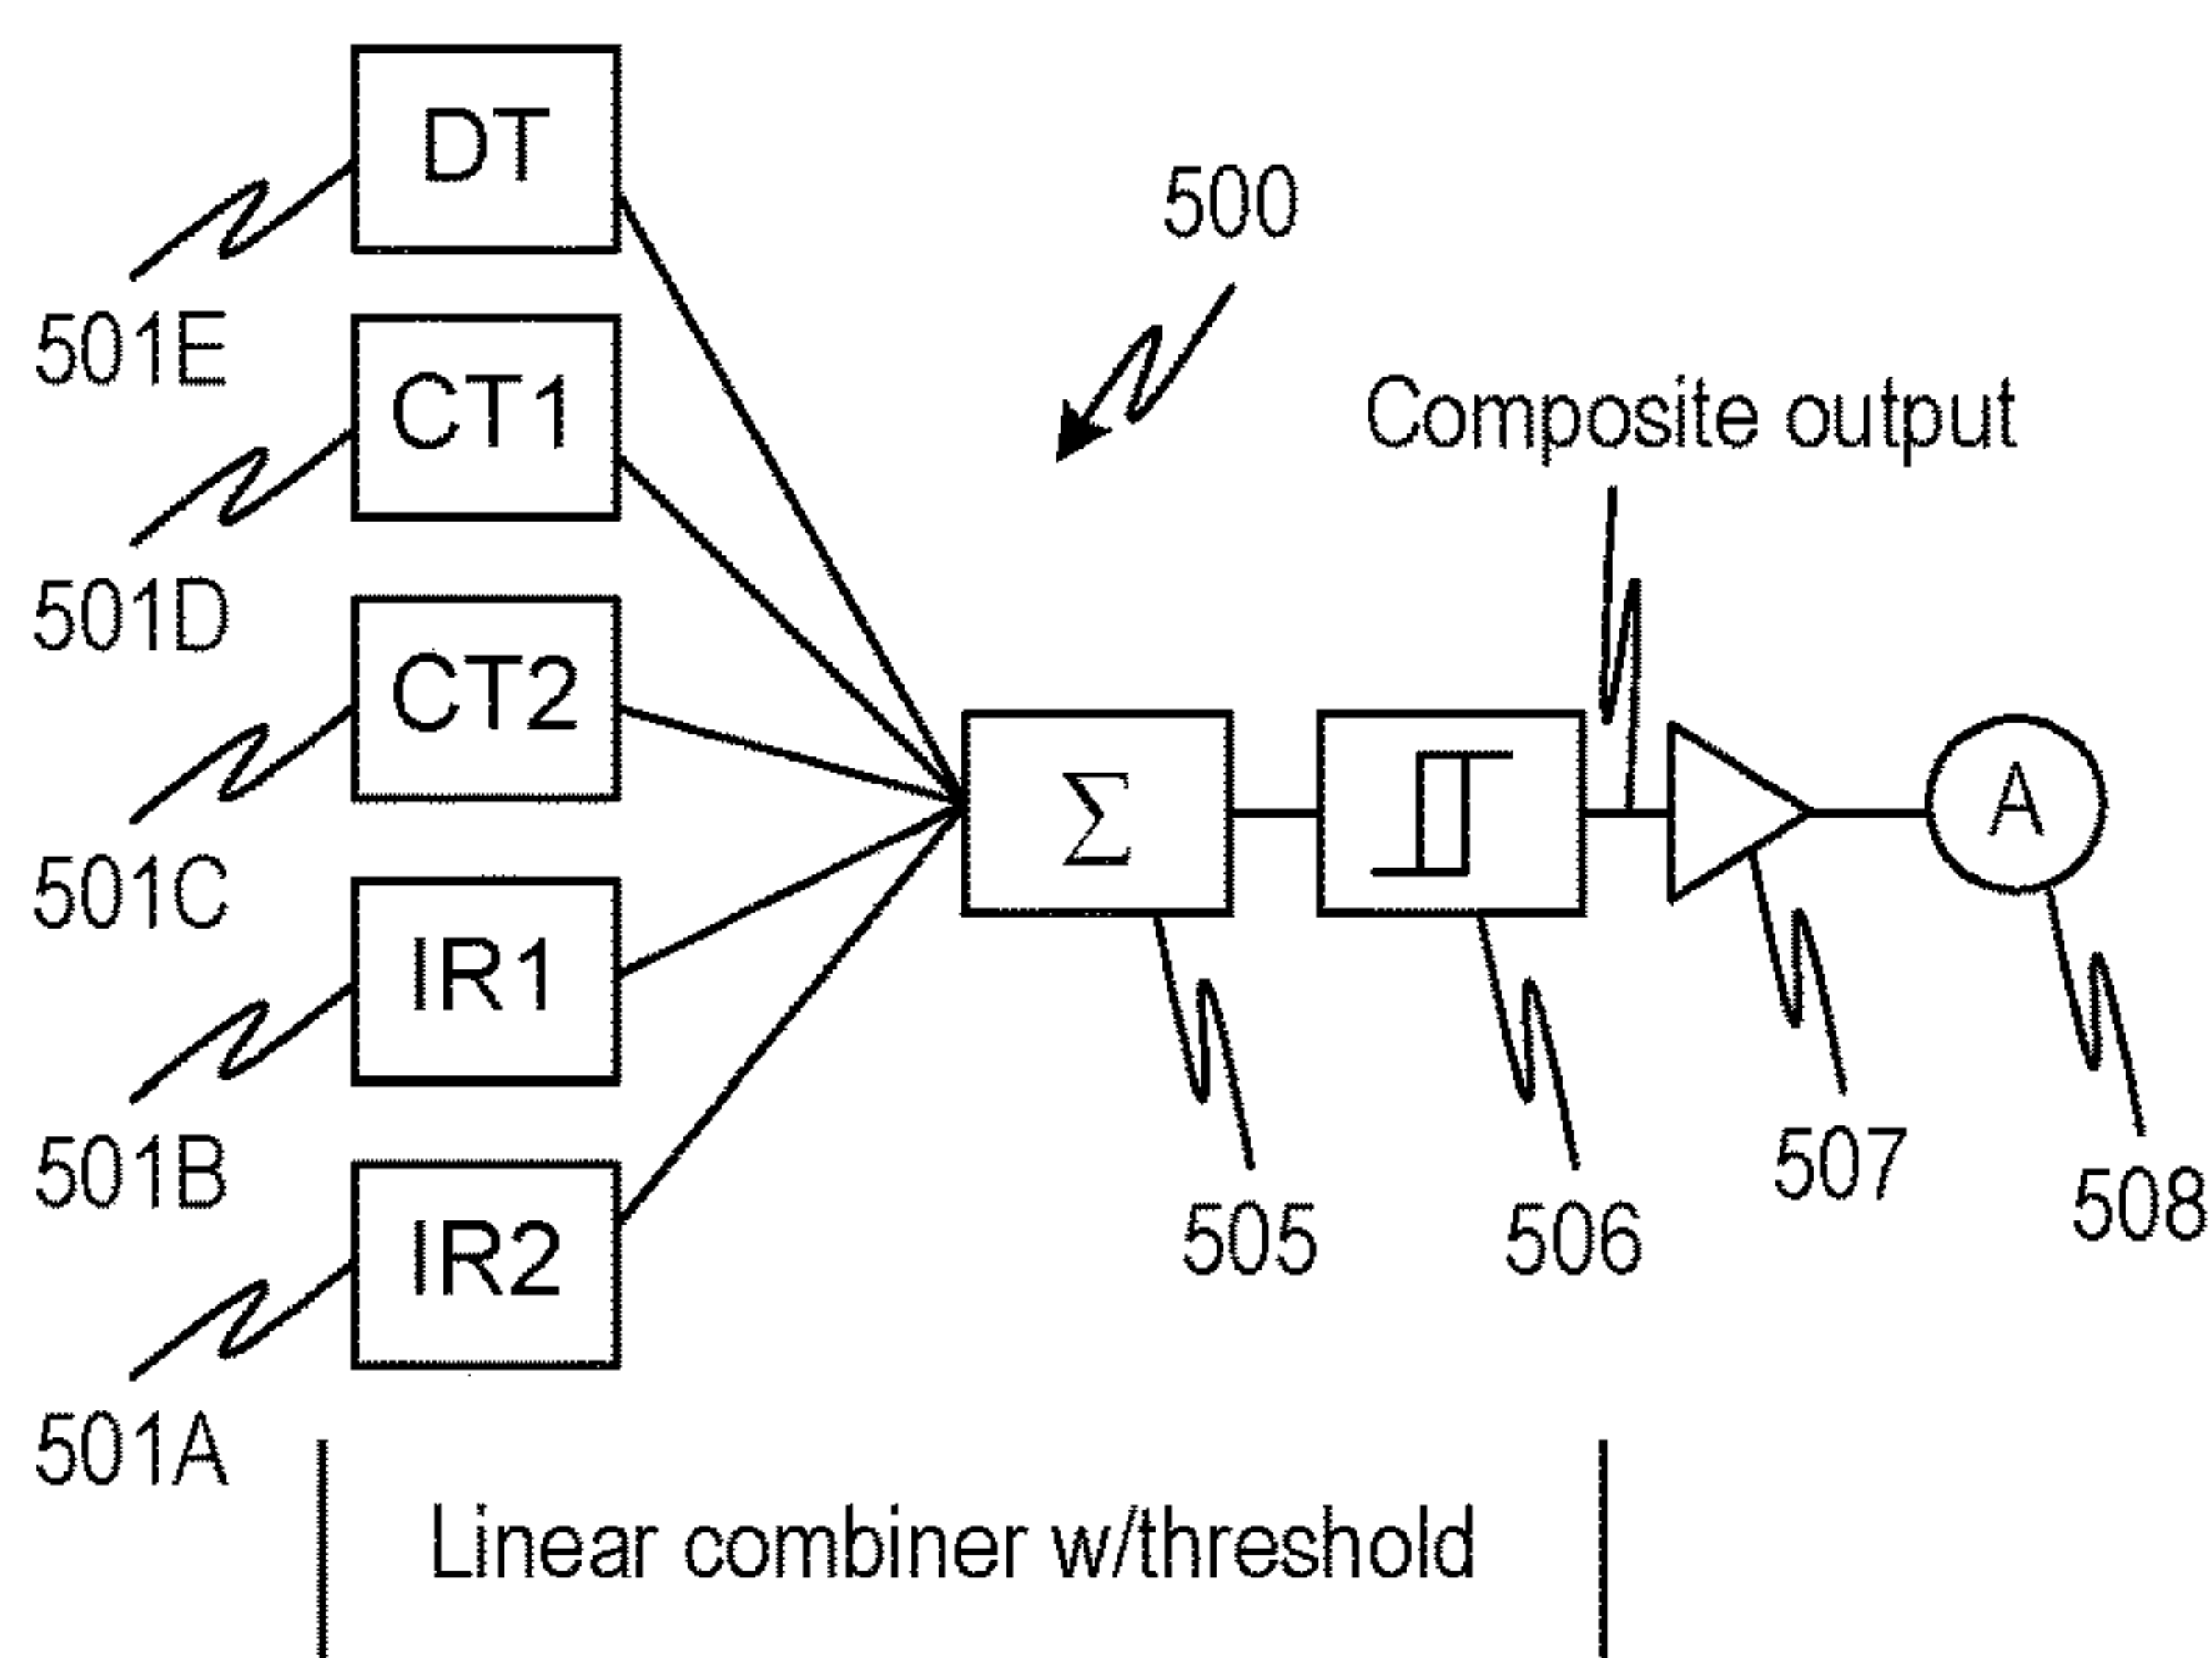 DT
501E
500
CT1
Composite output
501D
CT2
Σ
A
501C
IR1
501B
507
508
IR2
505
506
501A
Linear combiner w/threshold